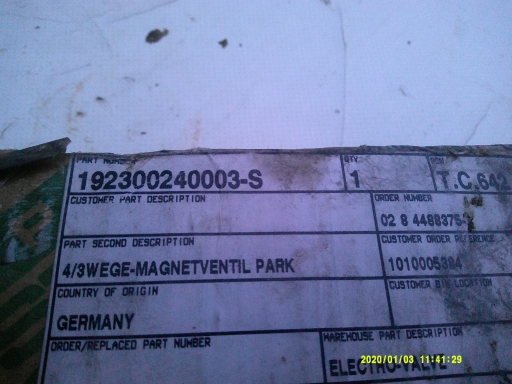 PART NUMBER QTY
192300240003-S 1 T.C.642
CUSTOMER PART DESCRIPTION ORDER NUMBER
02 8
PART SECOND DESCRIPTION CUSTOMER ORDER REFERENCE
4/3WEGE-MAGNETVENTIL PARK 1010005384
COUNTRY OF ORIGIN CUSTOMER BIN LOCATION
GERMANY
ORDER/REPLACED PART NUMBER WAREHOUSE PART DESCRIPTION
ELECTRO-VALVE
2020/01/03 11:41:29